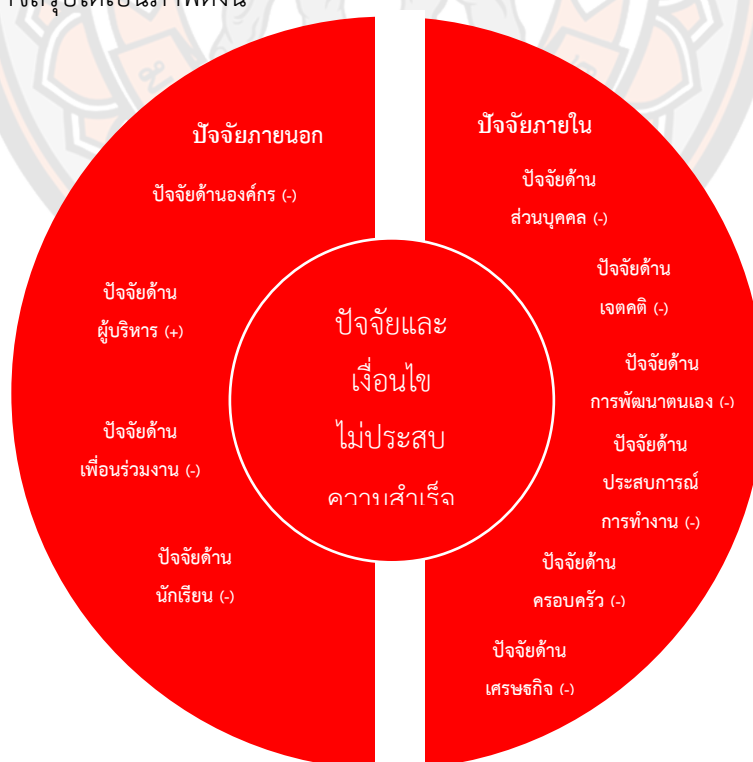 ปัจจัยภายนอก
ปัจจัยด้านองค์กร (-)
ปัจจัยด้าน
ผู้บริหาร (+)
ปัจจัยด้าน
เพื่อนร่วมงาน (-)
ปัจจัยด้าน
นักเรียน (-)
ปัจจัยและ
เงื่อนไข
ไม่ประสบ
ความสำเร็จ
ปัจจัยภายใน
ปัจจัยด้าน
ส่วนบุคคล (-)
ปัจจัยด้าน
เจตคติ (-)
ปัจจัยด้าน
การพัฒนาตนเอง (-)
ปัจจัยด้าน
ประสบการณ์
การทำงาน (-)
ปัจจัยด้าน
ครอบครัว (-)
ปัจจัยด้าน
เศรษฐกิจ (-)